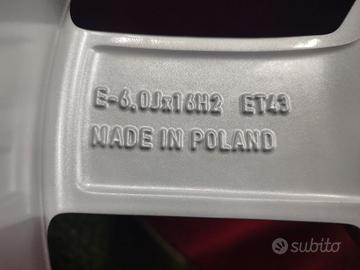 E-6.0Jx16H2 ET43
MADE IN POLAND
subito